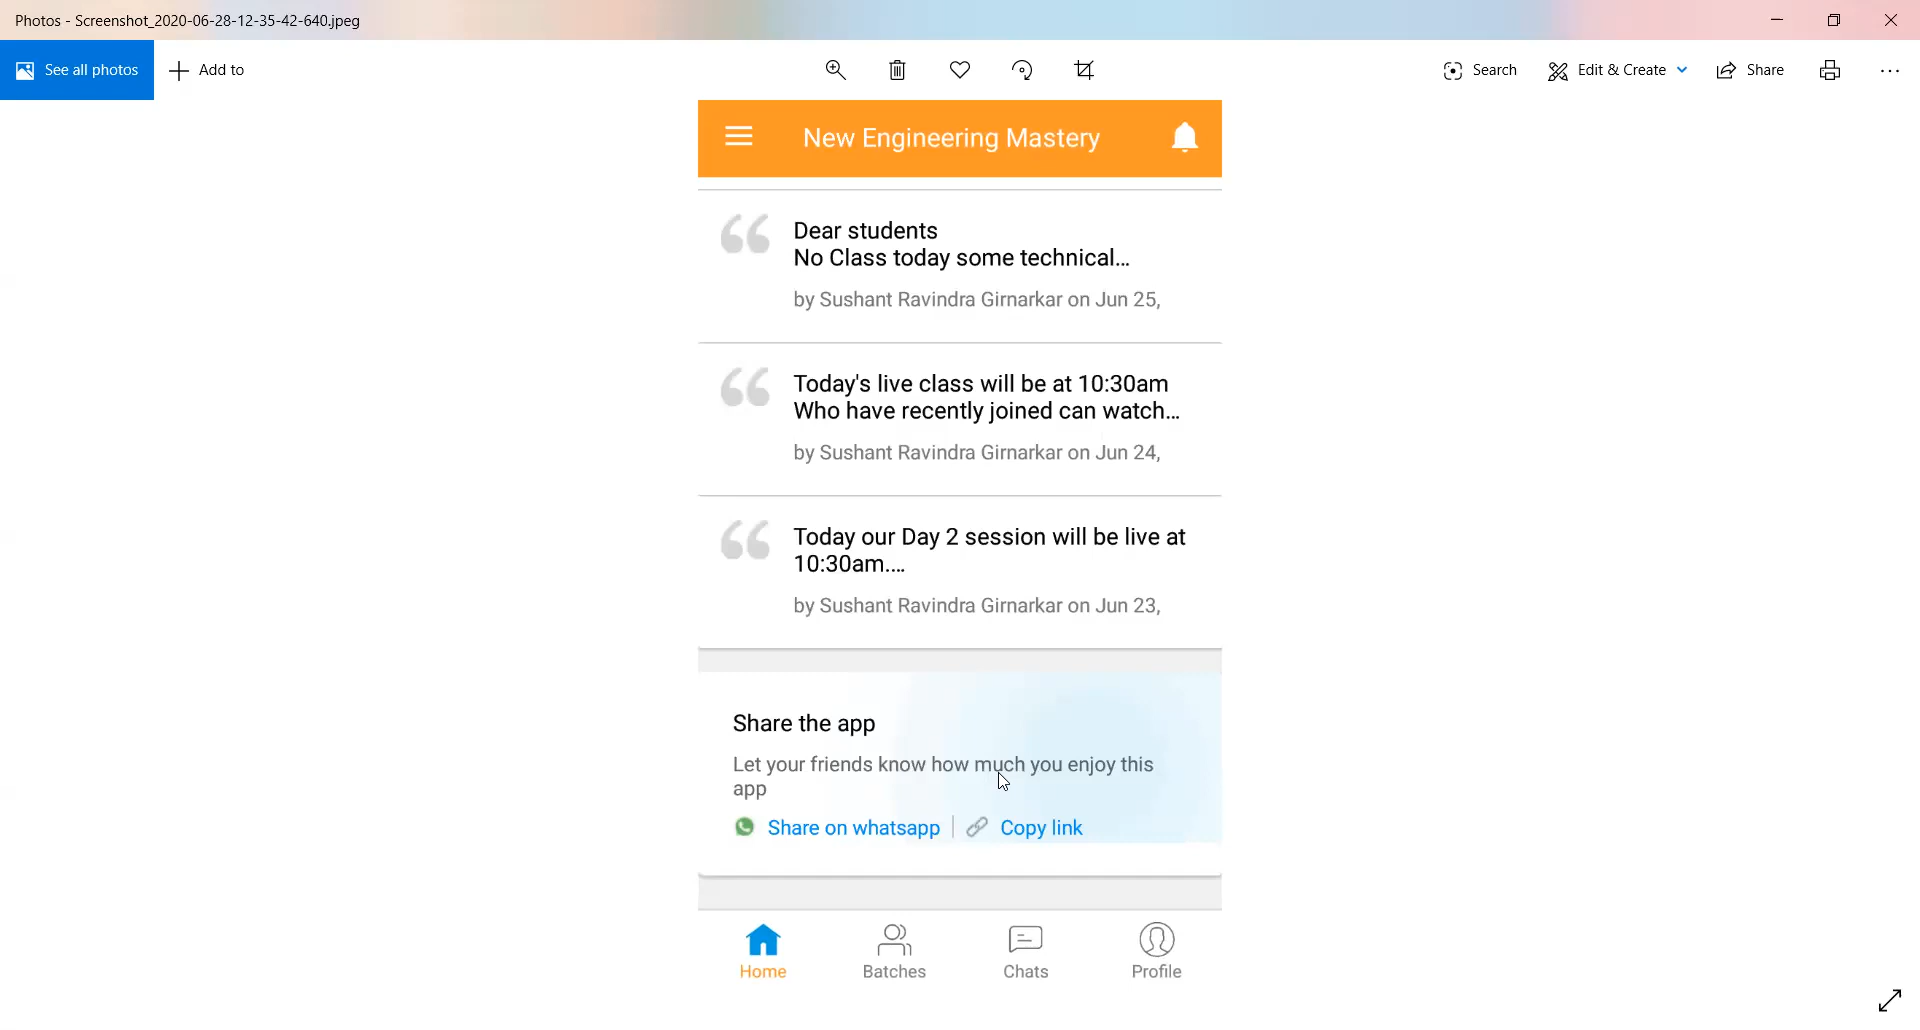 Photos - Screenshot_2020-06-28-12-35-42-640.jpeg
See all photos
Add to
Search
Edit & Create
Share
New Engineering Mastery
Dear students
No Class today some technical...
by Sushant Ravindra Girnarkar on Jun 25,
Today's live class will be at 10:30am
Who have recently joined can watch...
by Sushant Ravindra Girnarkar on Jun 24,
Today our Day 2 session will be live at
10:30am....
by Sushant Ravindra Girnarkar on Jun 23,
Share the app
Let your friends know how much you enjoy this
app
Share on whatsapp | Copy link
Home
Batches
Chats
Profile